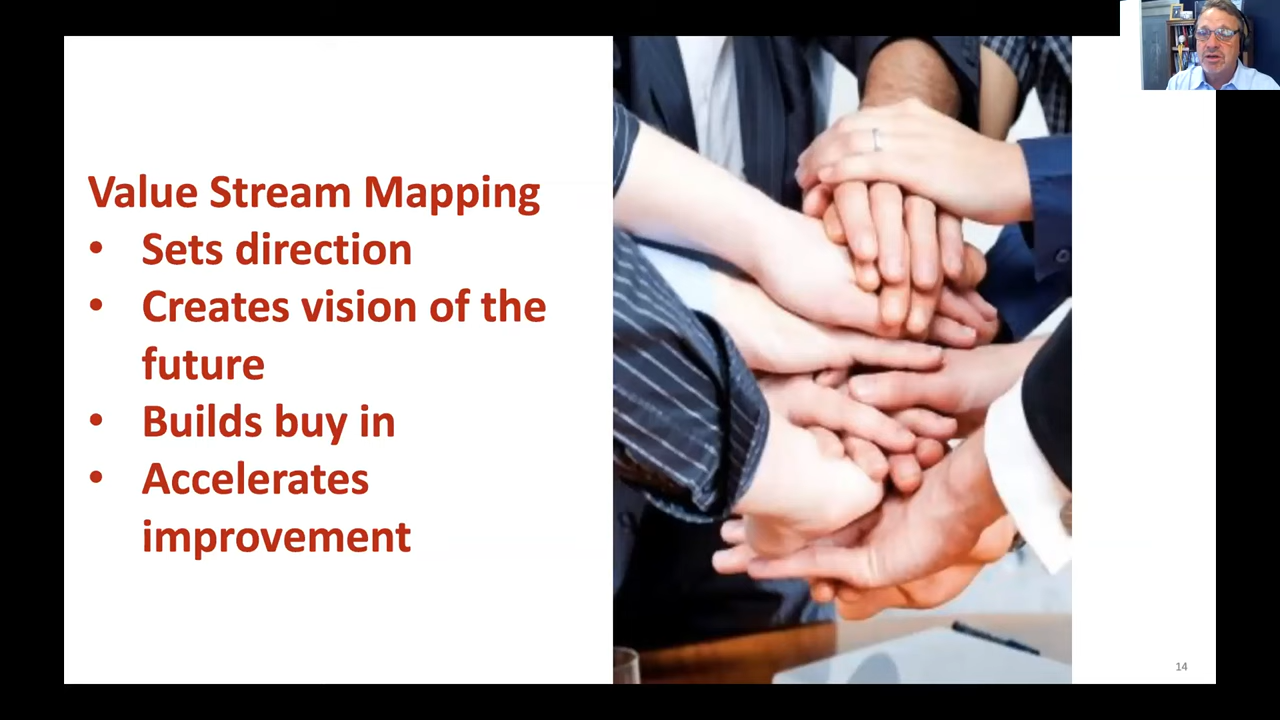 Value Stream Mapping
• Sets direction
• Creates vision of the
future
• Builds buy in
• Accelerates
improvement
14